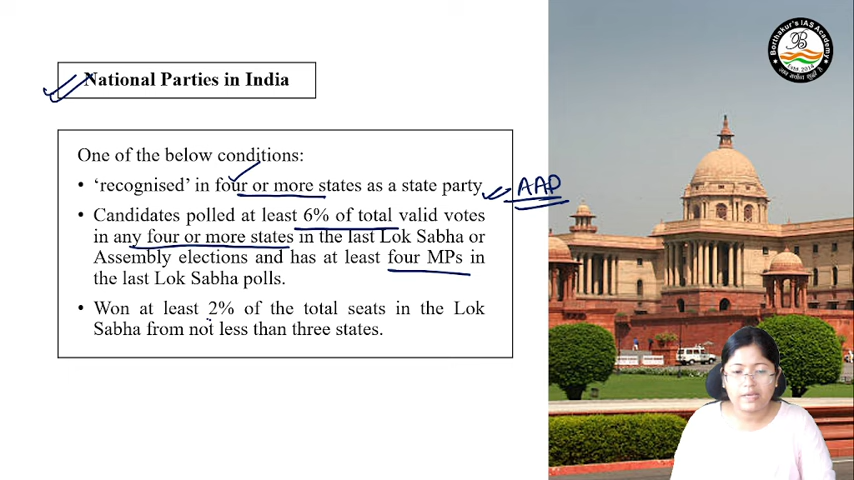 National Parties in India
One of the below conditions:
• ‘recognised’ in four or more states as a state party
AAP
• Candidates polled at least 6% of total valid votes
in any four or more states in the last Lok Sabha or
Assembly elections and has at least four MPs in
the last Lok Sabha polls.
• Won at least 2% of the total seats in the Lok
Sabha from not less than three states.
Borthakur's IAS Academy
B
Estd. 2014